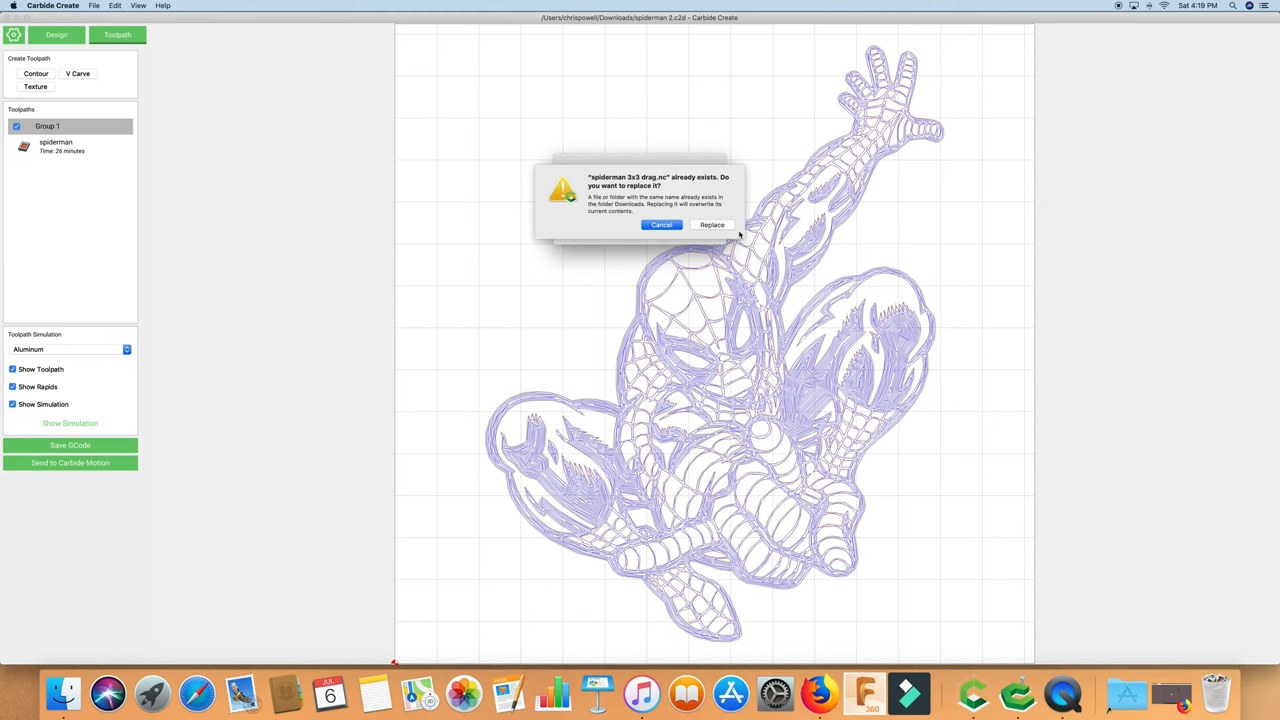 Carbide Create File Edit View Help
Sat 4:19 PM
/Users/chrispowell/Downloads/spiderman 2.c2d - Carbide Create
Design
Toolpath
Create Toolpath
Contour
V Carve
Texture
Toolpaths
Group 1
spiderman
Time: 26 minutes
Toolpath Simulation
Aluminum
Show Toolpath
Show Rapids
Show Simulation
Show Simulation
Save GCode
Send to Carbide Motion
"spiderman 3x3 drag.nc" already exists. Do
you want to replace it?
A file or folder with the same name already exists in
the folder Downloads. Replacing it will overwrite its
current contents.
Cancel
Replace
JUL
6
360